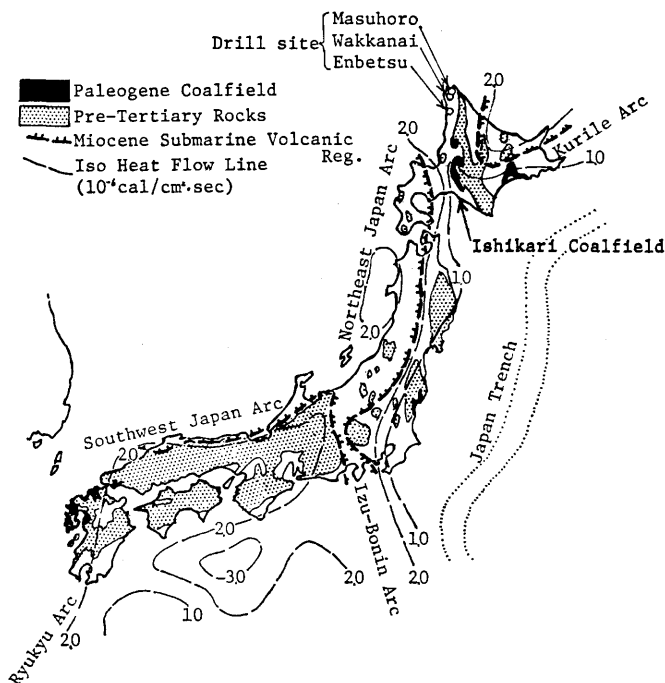 Masuhoro
Drill site Wakkanai
Enbetsu
Paleogene Coalfield
Pre-Tertiary Rocks
Miocene Submarine Volcanic
Reg.
Iso Heat Flow Line
(10⁻⁶cal/cm².sec)
2.0
2.0
Kurile Arc
1.0
Northeast Japan Arc
Ishikari Coalfield
1.0
2.0
Japan Trench
Southwest Japan Arc
2.0
Izu-Bonin Arc
2.0
1.0
3.0
2.0
2.0
1.0
Ryukyu Arc
2.0